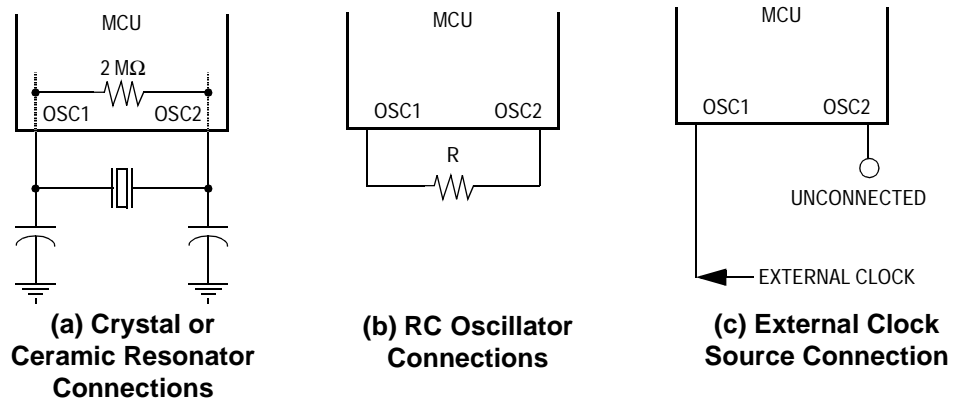 MCU
2 MΩ
OSC1 OSC2
(a) Crystal or
Ceramic Resonator
Connections
MCU
OSC1 OSC2
R
(b) RC Oscillator
Connections
MCU
OSC1 OSC2
UNCONNECTED
EXTERNAL CLOCK
(c) External Clock
Source Connection